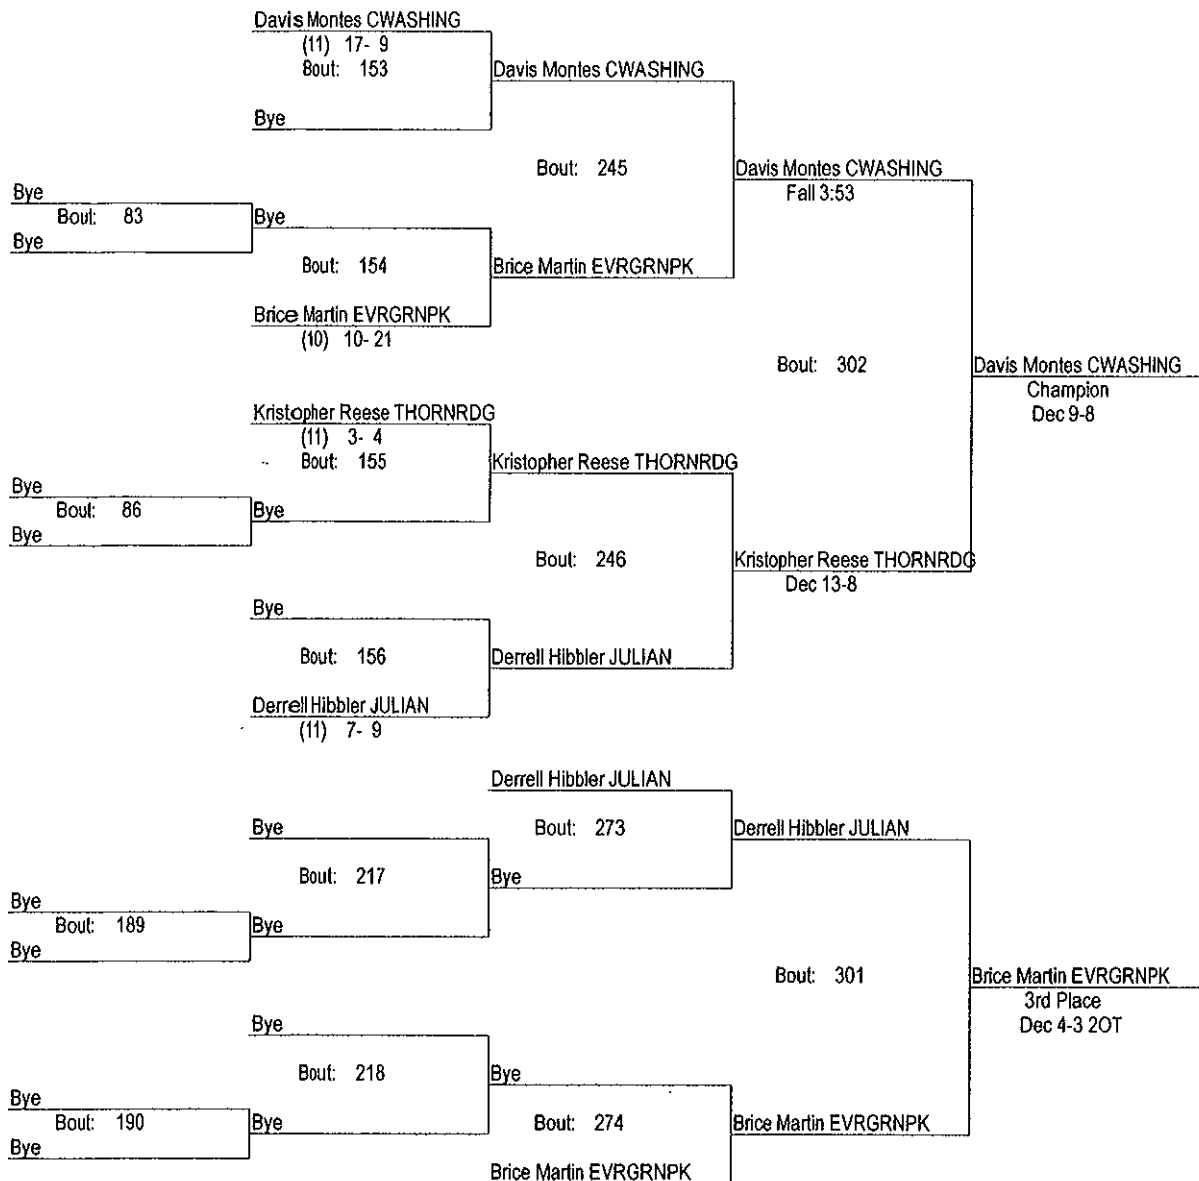 Davis Montes CWASHING
(11) 17- 9
Bout: 153
Davis Montes CWASHING
Bye
Bout: 245
Davis Montes CWASHING
Fall 3:53
Bye
Bout: 83
Bye
Bye
Bout: 154
Brice Martin EVRGRNPK
Brice Martin EVRGRNPK
(10) 10-21
Bout: 302
Davis Montes CWASHING
Champion
Dec 9-8
Kristopher Reese THORNRDG
(11) 3- 4
Bout: 155
Kristopher Reese THORNRDG
Bye
Bout: 86
Bye
Bye
Bout: 246
Kristopher Reese THORNRDG
Dec 13-8
Bye
Bout: 156
Derrell Hibbler JULIAN
Derrell Hibbler JULIAN
(11) 7- 9
Derrell Hibbler JULIAN
Bout: 273
Derrell Hibbler JULIAN
Bye
Bout: 217
Bye
Bye
Bout: 189
Bye
Bye
Bout: 301
Brice Martin EVRGRNPK
3rd Place
Dec 4-3 2OT
Bye
Bout: 218
Bye
Bye
Bout: 190
Bye
Bye
Bout: 274
Brice Martin EVRGRNPK
Brice Martin EVRGRNPK